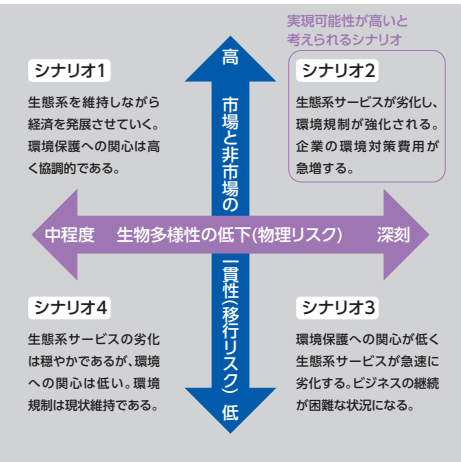 実現可能性が高いと
考えられるシナリオ
シナリオ1
生態系を維持しながら
経済を発展させていく。
環境保護への関心は高
く協調的である。
高
シナリオ2
生態系サービスが劣化し、
環境規制が強化される。
企業の環境対策費用が
急増する。
市場と非市場の
中程度 生物多様性の低下(物理リスク) 深刻
一貫性(移行リスク)
低
シナリオ4
生態系サービスの劣化
は穏やかであるが、環境
への関心は低い。環境
規制は現状維持である。
シナリオ3
環境保護への関心が低く
生態系サービスが急速に
劣化する。ビジネスの継続
が困難な状況になる。